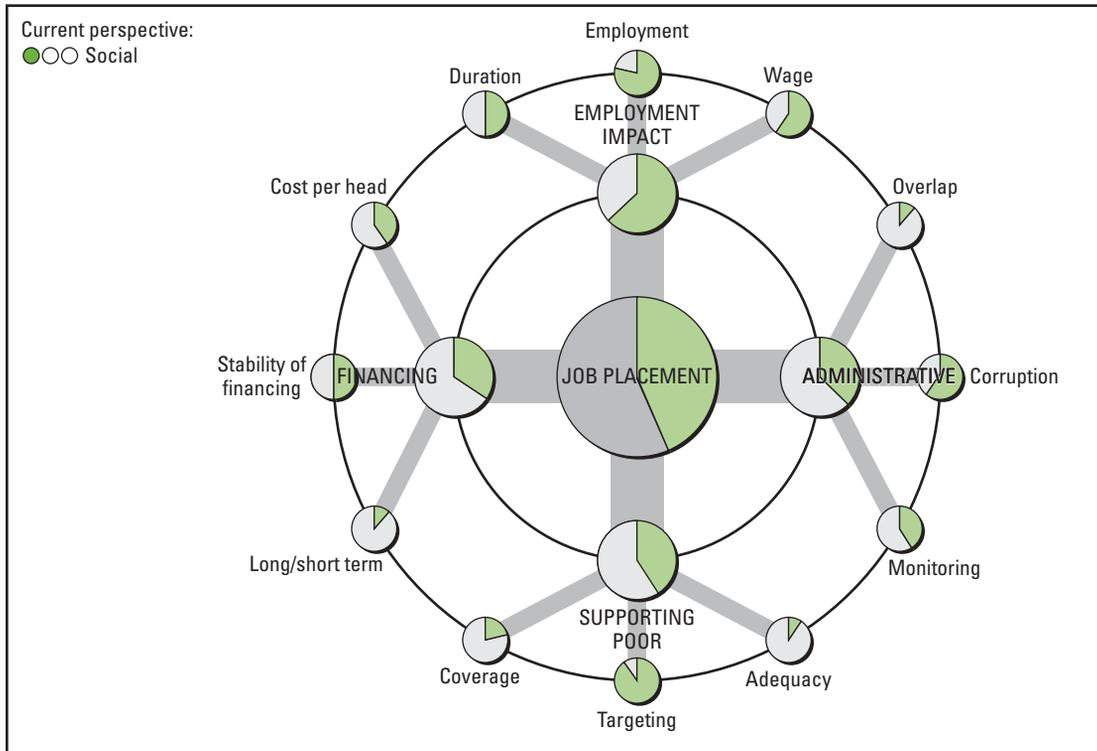 Current perspective:
Social
Employment
Duration
Wage
EMPLOYMENT
IMPACT
Cost per head
Overlap
Stability of
financing
FINANCING
JOB PLACEMENT
ADMINISTRATIVE
Corruption
Long/short term
Monitoring
SUPPORTING
POOR
Coverage
Adequacy
Targeting